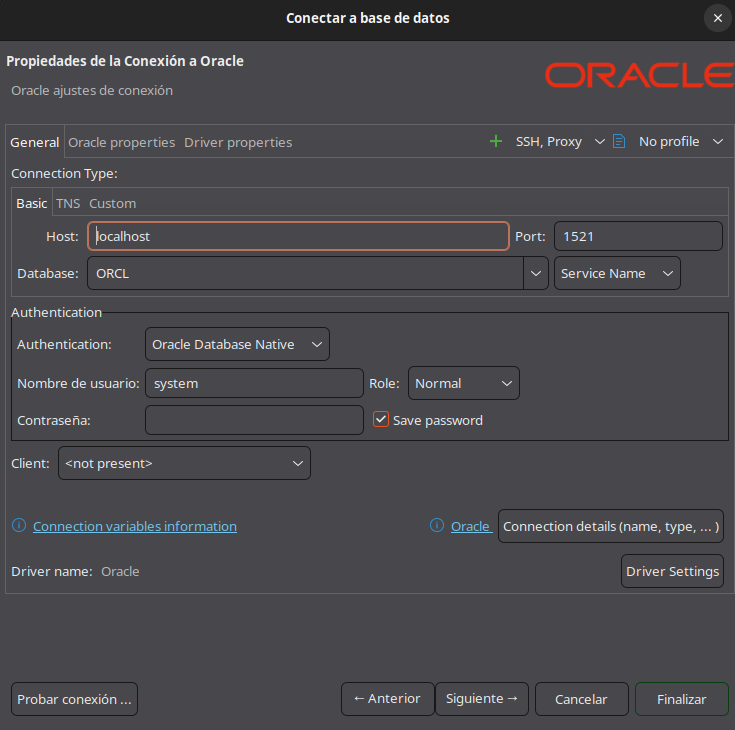 Conectar a base de datos
Propiedades de la Conexión a Oracle
Oracle ajustes de conexión
ORACLE
General Oracle properties Driver properties SSH, Proxy No profile
Connection Type:
Basic TNS Custom
Host: localhost Port: 1521
Database: ORCL Service Name
Authentication
Authentication: Oracle Database Native
Nombre de usuario: system Role: Normal
Contraseña: Save password
Client: <not present>
Connection variables information Oracle Connection details (name, type, ... )
Driver name: Oracle Driver Settings
Probar conexión ... ← Anterior Siguiente → Cancelar Finalizar